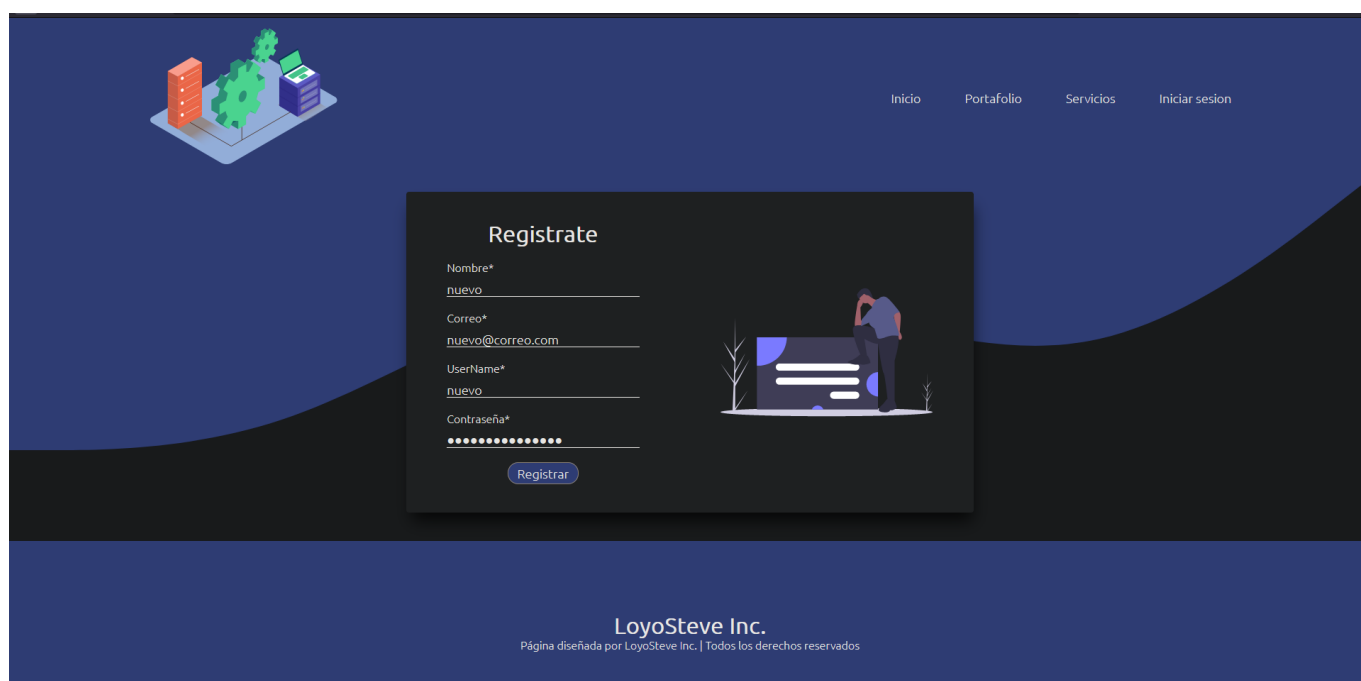 Inicio Portafolio Servicios Iniciar sesion
Registrate
Nombre*
nuevo
Correo*
nuevo@correo.com
UserName*
nuevo
Contraseña*
●●●●●●●●●●●●●●●
Registrar
LoyoSteve Inc.
Página diseñada por LoyoSteve Inc. | Todos los derechos reservados